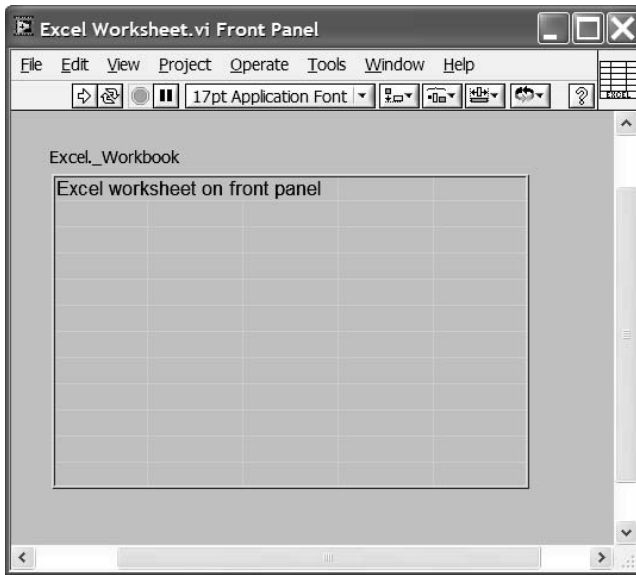 Excel Worksheet.vi Front Panel
File Edit View Project Operate Tools Window Help
17pt Application Font
?
EXCEL
Excel._Workbook
Excel worksheet on front panel